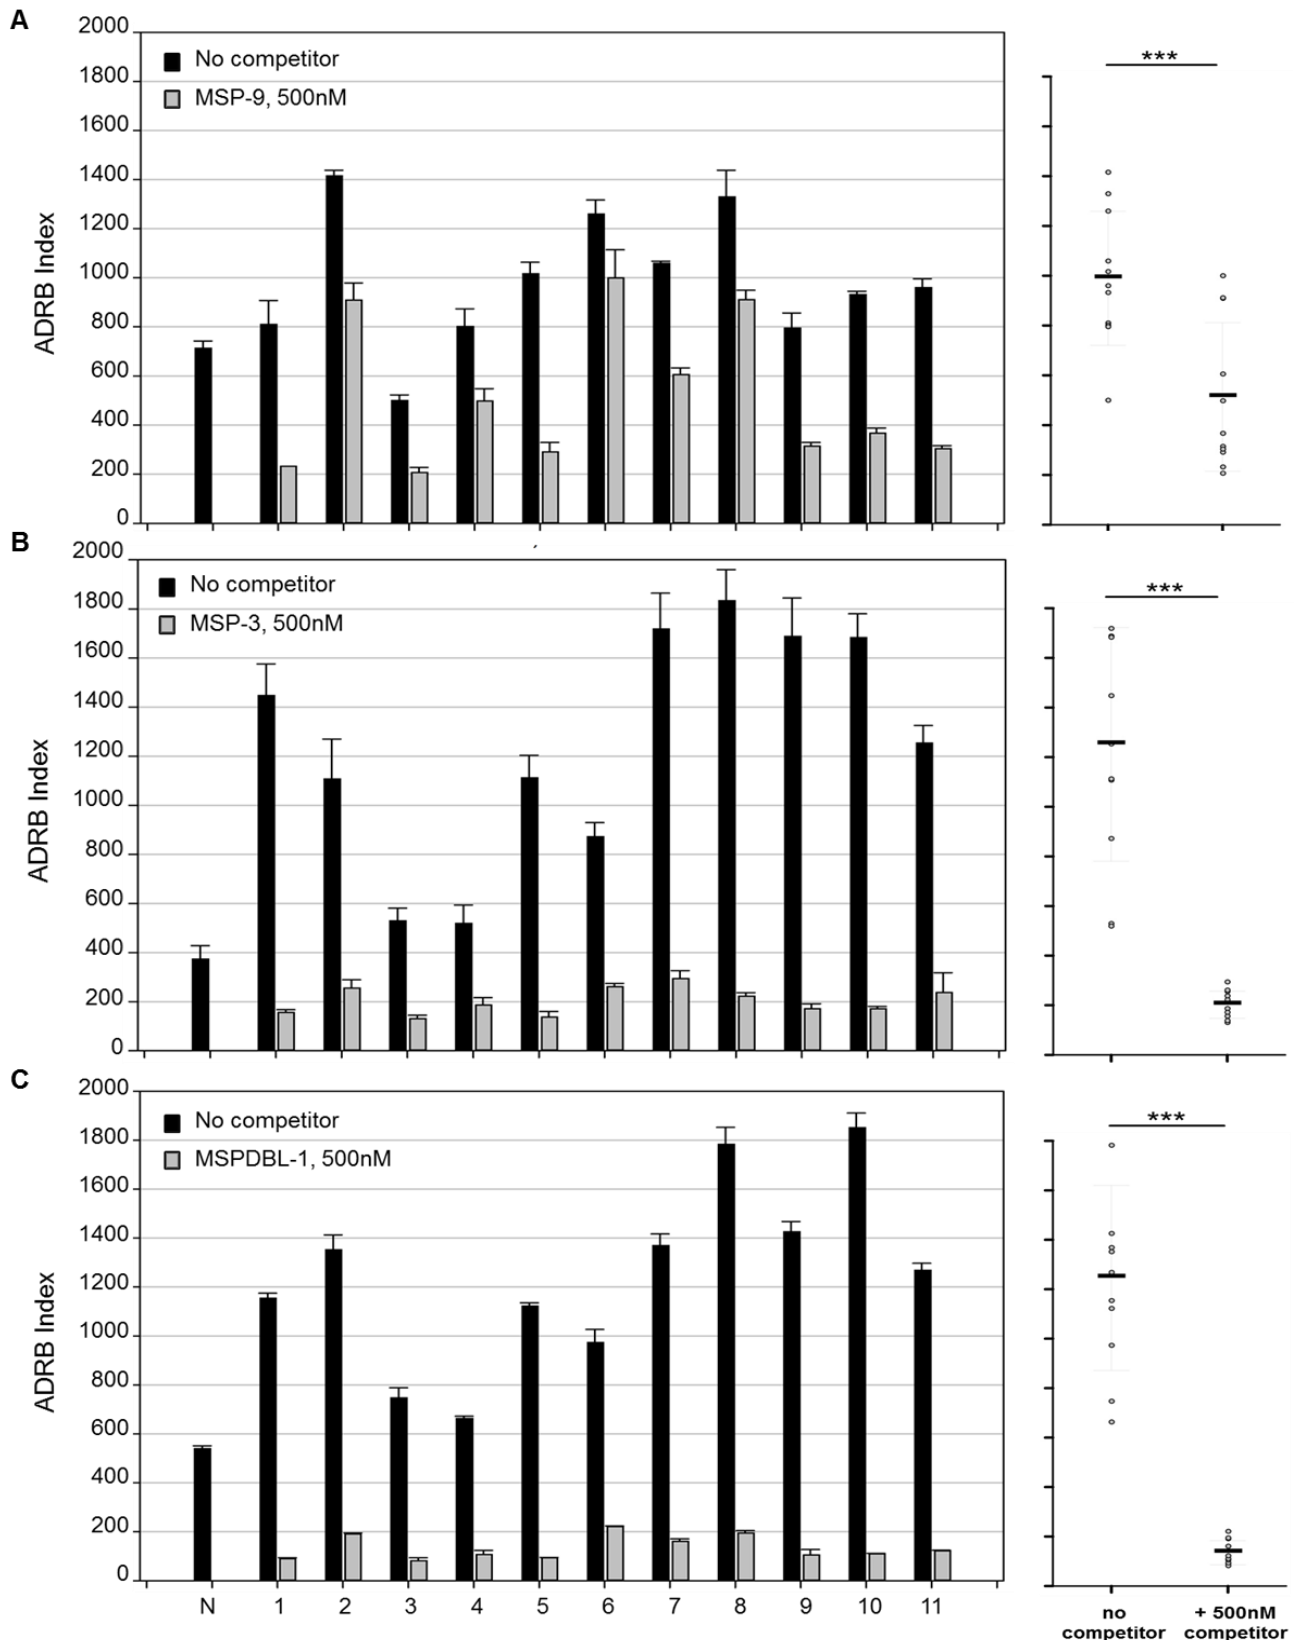 A
2000
1800
1600
1400
1200
1000
800
600
400
200
0
ADRB Index
No competitor
MSP-9, 500nM
***
B
2000
1800
1600
1400
1200
1000
800
600
400
200
0
ADRB Index
No competitor
MSP-3, 500nM
***
C
2000
1800
1600
1400
1200
1000
800
600
400
200
0
ADRB Index
No competitor
MSPDBL-1, 500nM
***
N 1 2 3 4 5 6 7 8 9 10 11
no competitor
+ 500nM competitor